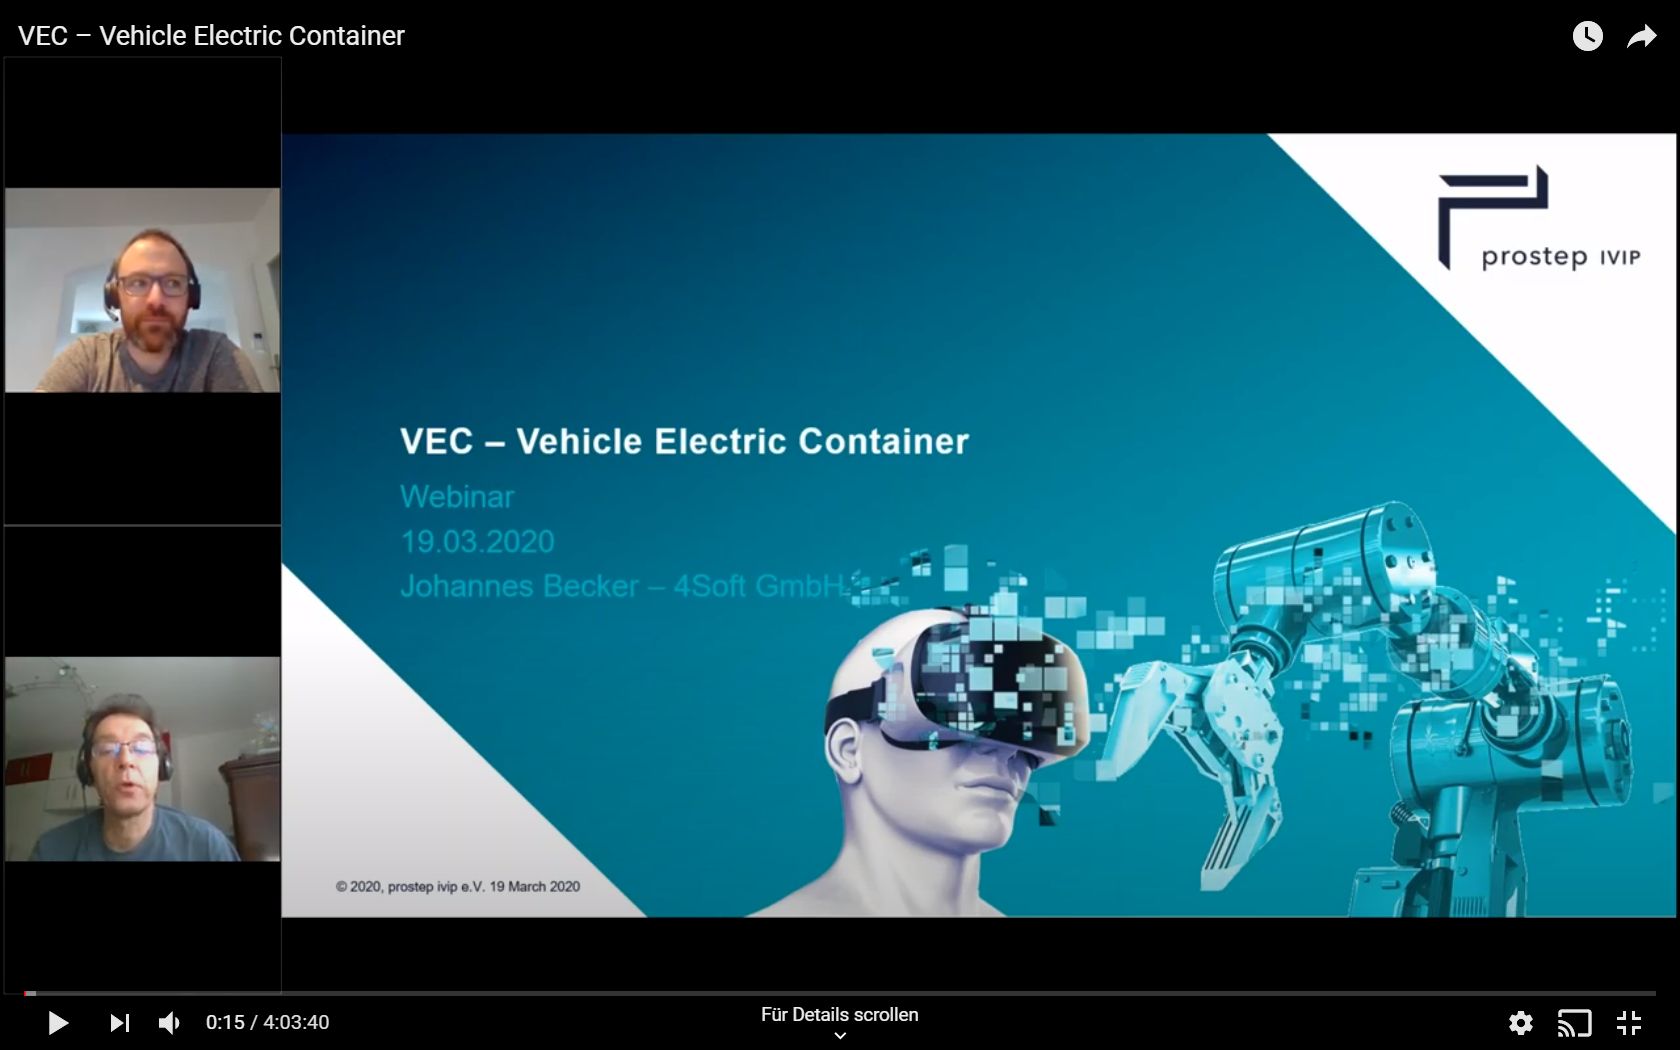 VEC – Vehicle Electric Container
prostep IVIP
VEC – Vehicle Electric Container
Webinar
19.03.2020
Johannes Becker – 4Soft GmbH
© 2020, prostep ivip e.V. 19 March 2020
0:15 / 4:03:40
Für Details scrollen